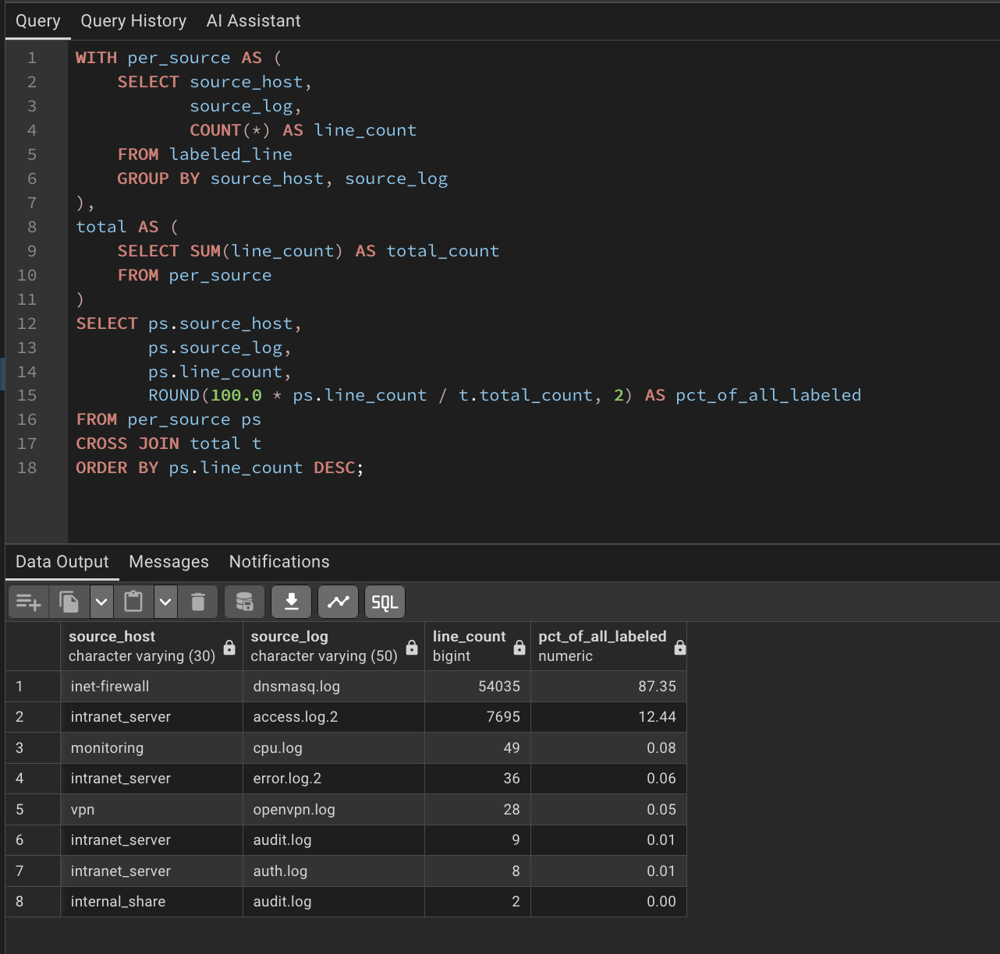 Query Query History AI Assistant
1 WITH per_source AS (
2 SELECT source_host,
3 source_log,
4 COUNT(*) AS line_count
5 FROM labeled_line
6 GROUP BY source_host, source_log
7 ),
8 total AS (
9 SELECT SUM(line_count) AS total_count
10 FROM per_source
11 )
12 SELECT ps.source_host,
13 ps.source_log,
14 ps.line_count,
15 ROUND(100.0 * ps.line_count / t.total_count, 2) AS pct_of_all_labeled
16 FROM per_source ps
17 CROSS JOIN total t
18 ORDER BY ps.line_count DESC;
Data Output Messages Notifications
SQL
source_host source_log line_count pct_of_all_labeled
character varying (30) character varying (50) bigint numeric
1 inet-firewall dnsmasq.log 54035 87.35
2 intranet_server access.log.2 7695 12.44
3 monitoring cpu.log 49 0.08
4 intranet_server error.log.2 36 0.06
5 vpn openvpn.log 28 0.05
6 intranet_server audit.log 9 0.01
7 intranet_server auth.log 8 0.01
8 internal_share audit.log 2 0.00